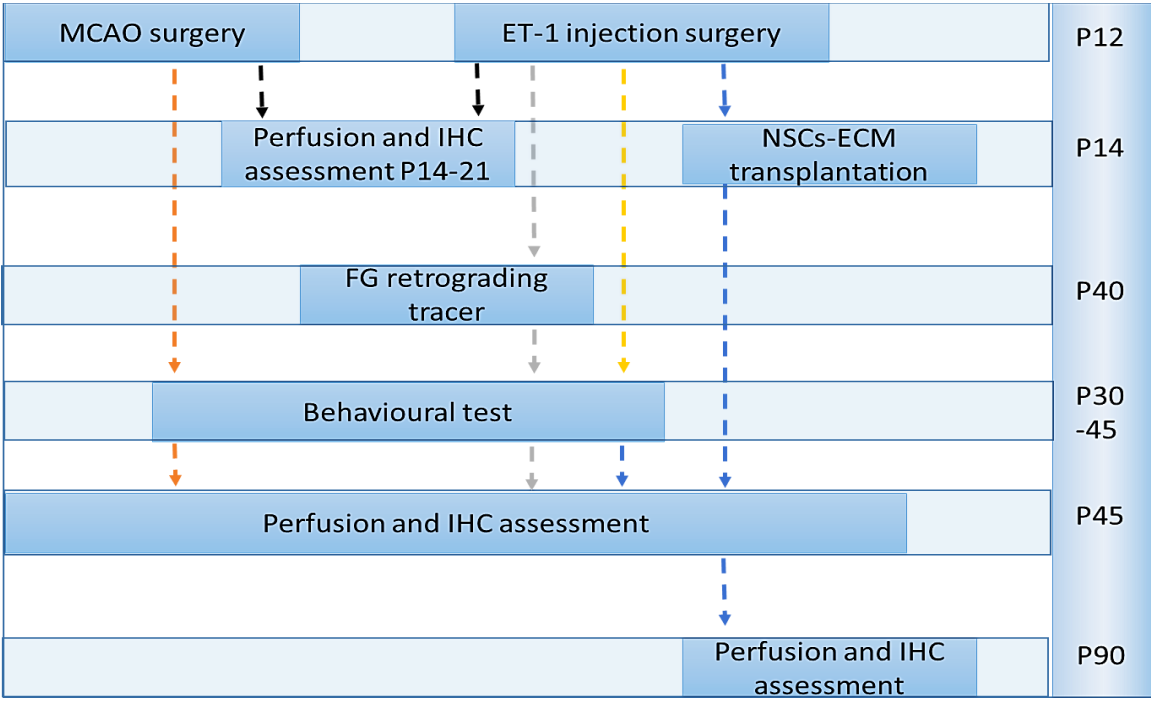 MCAO surgery
ET-1 injection surgery
P12
Perfusion and IHC
assessment P14-21
NSCs-ECM
transplantation
P14
FG retrograding
tracer
P40
Behavioural test
P30
-45
Perfusion and IHC assessment
P45
Perfusion and IHC
assessment
P90